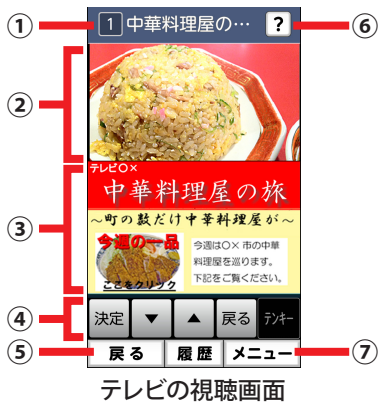 ① 1 中華料理屋の… ? ⑥
②
テレビ○×
中華料理屋の旅
③
～町の数だけ中華料理屋が～
今週の一品
ここをクリック
今週は○× 市の中華
料理屋を巡ります。
下記をご覧ください。
④ 決定 ▼ ▲ 戻る テンキー
⑤ 戻る 履歴 メニュー ⑦
テレビの視聴画面